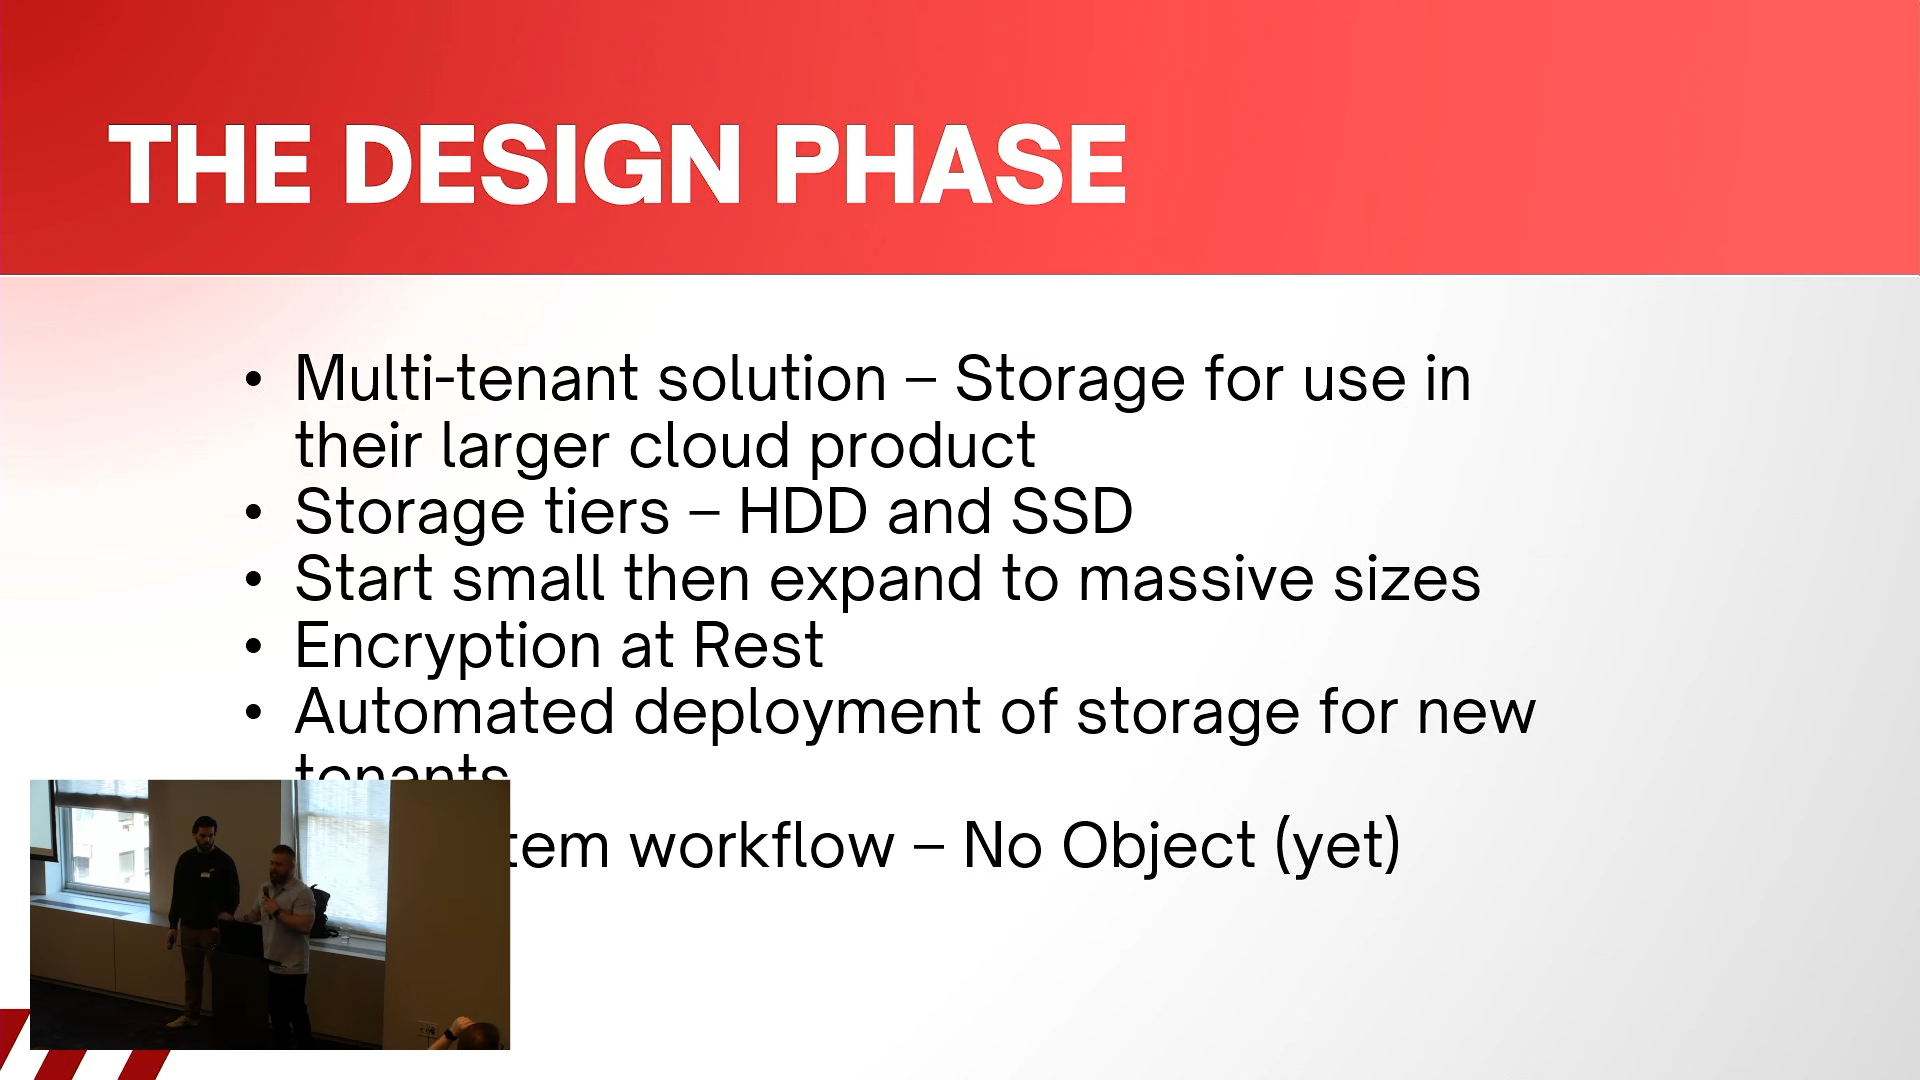 THE DESIGN PHASE
• Multi-tenant solution – Storage for use in
their larger cloud product
• Storage tiers – HDD and SSD
• Start small then expand to massive sizes
• Encryption at Rest
• Automated deployment of storage for new
tenants
workflow – No Object (yet)